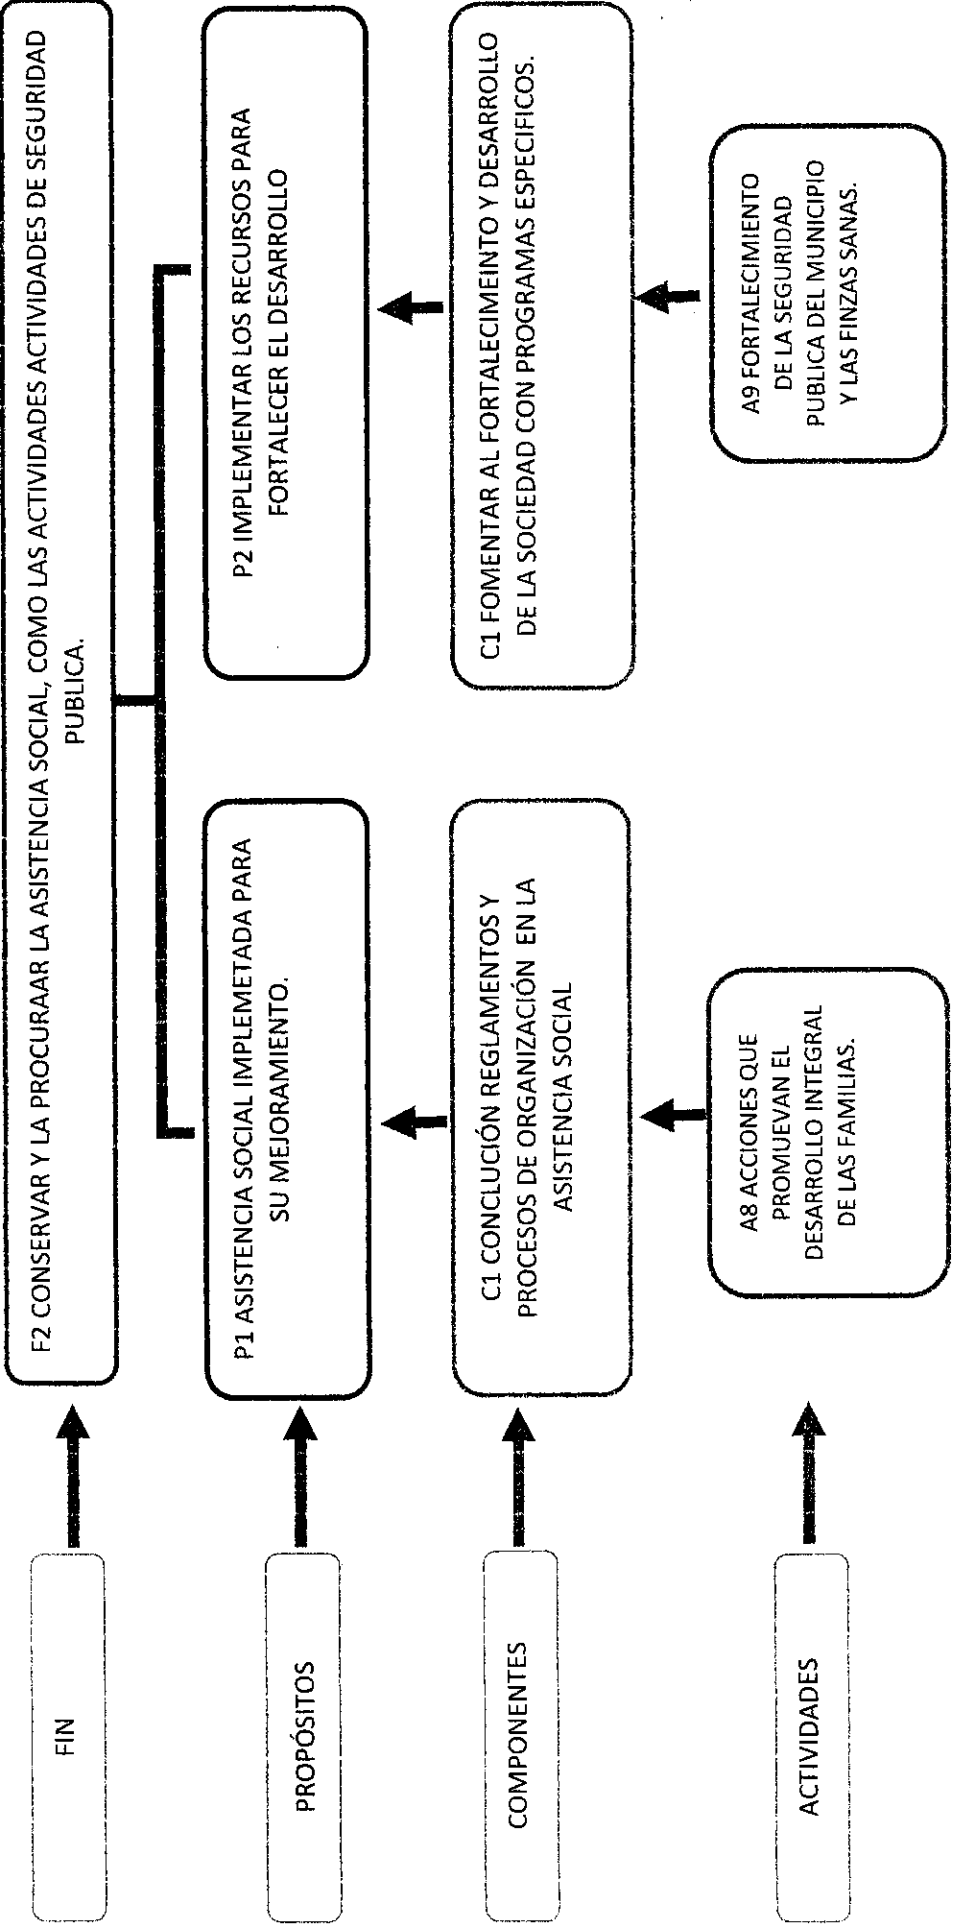 FIN
F2 CONSERVAR Y LA PROCURAAR LA ASISTENCIA SOCIAL, COMO LAS ACTIVIDADES ACTIVIDADES DE SEGURIDAD
PUBLICA.
PROPÓSITOS
P1 ASISTENCIA SOCIAL IMPLEMETADA PARA
SU MEJORAMIENTO.
P2 IMPLEMENTAR LOS RECURSOS PARA
FORTALECER EL DESARROLLO
COMPONENTES
C1 CONCLUCIÓN REGLAMENTOS Y
PROCESOS DE ORGANIZACIÓN EN LA
ASISTENCIA SOCIAL
C1 FOMENTAR AL FORTALECIMEINTO Y DESARROLLO
DE LA SOCIEDAD CON PROGRAMAS ESPECIFICOS.
ACTIVIDADES
A8 ACCIONES QUE
PROMUEVAN EL
DESARROLLO INTEGRAL
DE LAS FAMILIAS.
A9 FORTALECIMIENTO
DE LA SEGURIDAD
PUBLICA DEL MUNICIPIO
Y LAS FINZAS SANAS.